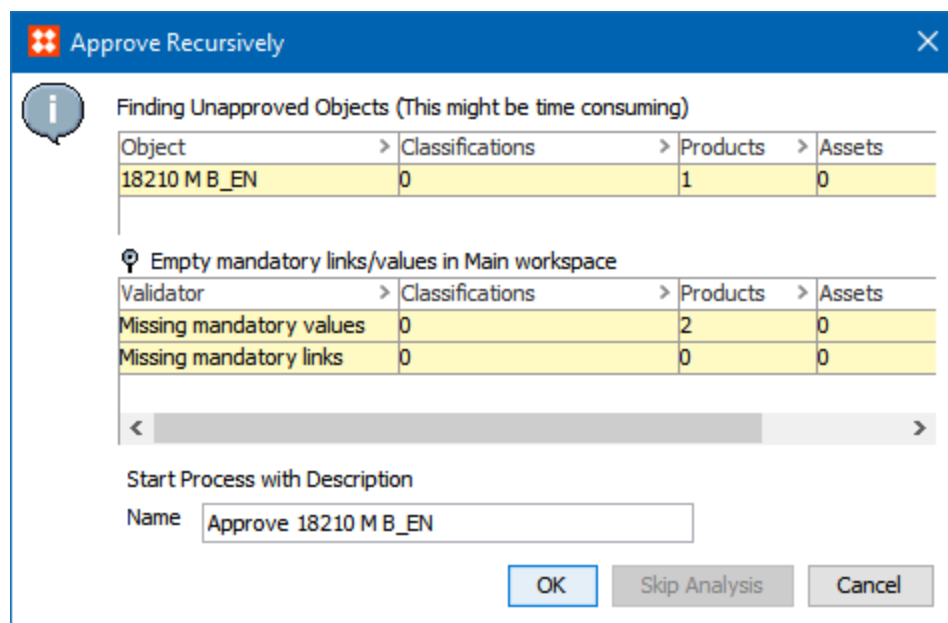 Approve Recursively
Finding Unapproved Objects (This might be time consuming)
Object > Classifications > Products > Assets
18210 M B_EN 0 1 0
Empty mandatory links/values in Main workspace
Validator > Classifications > Products > Assets
Missing mandatory values 0 2 0
Missing mandatory links 0 0 0
Start Process with Description
Name Approve 18210 M B_EN
OK Skip Analysis Cancel